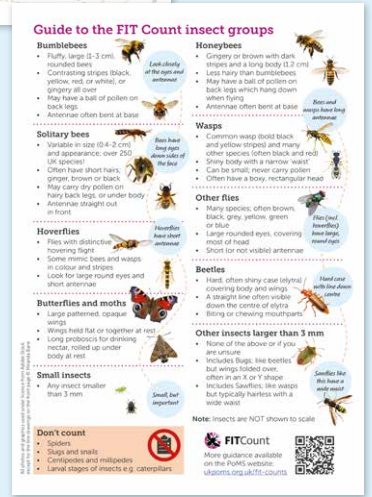 Guide to the FIT Count insect groups
Bumblebees
• Fluffy, large (1-3 cm),
rounded bees
• Contrasting stripes (black,
yellow, red, or white), or
gingery all over
• May have a ball of pollen on
back legs
• Antennae often bent at base
Look closely
at the eyes and
antennae
Solitary bees
• Variable in size (0.4-2 cm)
and appearance; over 250
UK species!
• Often have short hairs;
ginger, brown or black
• May carry dry pollen on
hairy back legs, or under body
• Antennae straight out
in front
Bees have
long eyes
down sides of
the face
Hoverflies
• Flies with distinctive
hovering flight
• Some mimic bees and wasps
in colour and stripes
• Look for large round eyes and
short antennae
Hoverflies
have short
antennae
Butterflies and moths
• Large patterned, opaque
wings
• Wings held flat or together at rest
• Long proboscis for drinking
nectar, rolled up under
body at rest
Small insects
• Any insect smaller
than 3 mm
Small, but
important!
Don't count
• Spiders
• Slugs and snails
• Centipedes and millipedes
• Larval stages of insects e.g. caterpillars
Honeybees
• Gingery or brown with dark
stripes and a long body (1.2 cm)
• Less hairy than bumblebees
• May have a ball of pollen on
back legs which hang down
when flying
• Antennae often bent at base
Bees and
wasps have long
antennae
Wasps
• Common wasp (bold black
and yellow stripes) and many
other species (often black and red)
• Shiny body with a narrow 'waist'
• Can be small; never carry pollen
• Often have a boxy, rectangular head
Other flies
• Many species; often brown,
black, grey, yellow, green
or blue
• Large rounded eyes, covering
most of head
• Short (or not visible) antennae
Flies (incl
hoverflies)
have large,
round eyes
Beetles
• Hard, often shiny case (elytra)
covering body and wings
• A straight line often visible
down the centre of elytra
• Biting or chewing mouthparts
Hard case
with line down
centre
Other insects larger than 3 mm
• None of the above or if you
are unsure
• Includes Bugs; like beetles
but wings folded over,
often in an X or Y shape
• Includes Sawflies; like wasps
but typically hairless with a
wide waist
Sawflies like
this have a
wide waist
Note: Insects are NOT shown to scale
FITCount
More guidance available
on the PoMS website:
ukpoms.org.uk/fit-counts